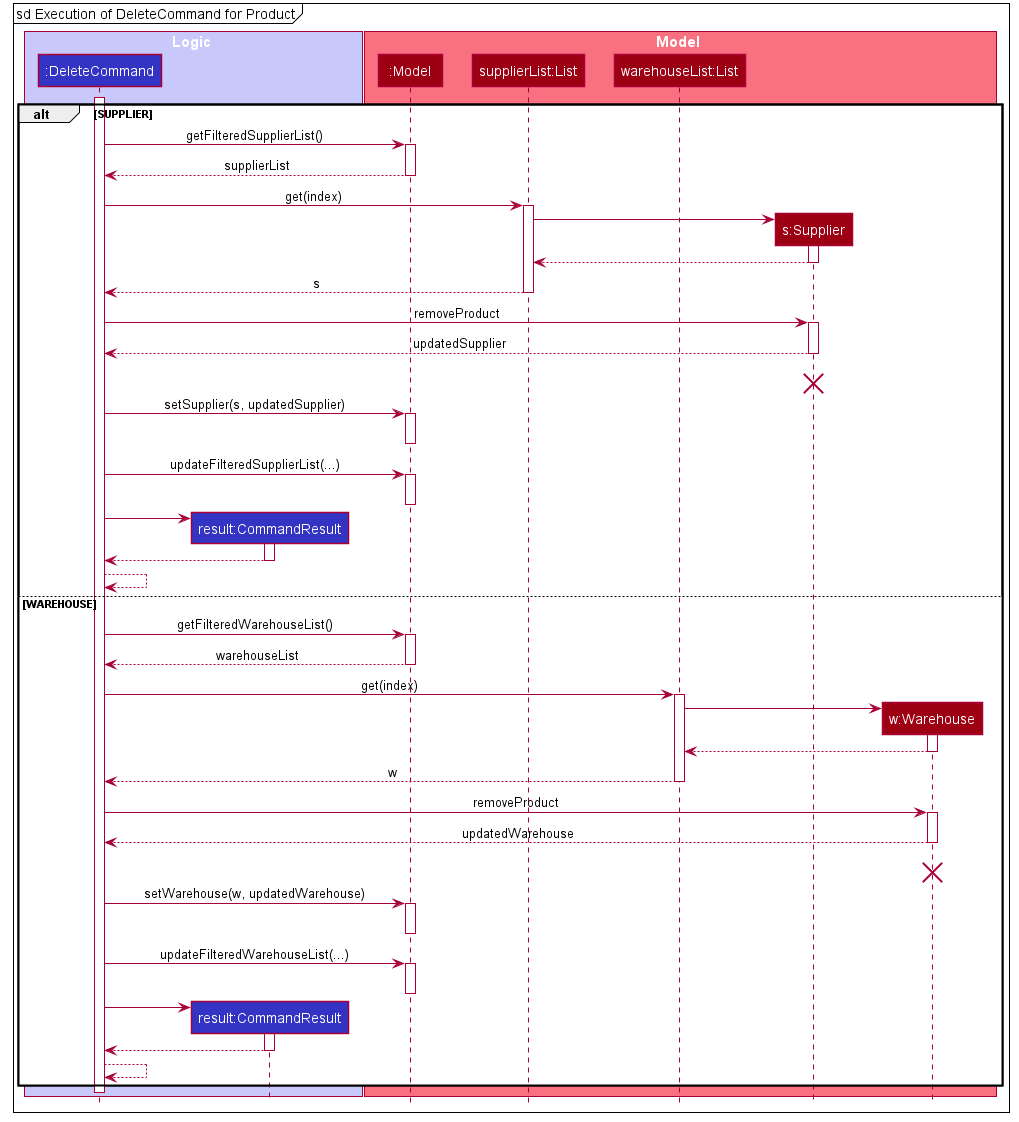 sd Execution of DeleteCommand for Product
Logic
Model
:DeleteCommand
:Model
supplierList:List
warehouseList:List
alt
[SUPPLIER]
getFilteredSupplierList()
supplierList
get(index)
s:Supplier
s
removeProduct
updatedSupplier
setSupplier(s, updatedSupplier)
updateFilteredSupplierList(...)
result:CommandResult
[WAREHOUSE]
getFilteredWarehouseList()
warehouseList
get(index)
w:Warehouse
w
removeProduct
updatedWarehouse
setWarehouse(w, updatedWarehouse)
updateFilteredWarehouseList(...)
result:CommandResult